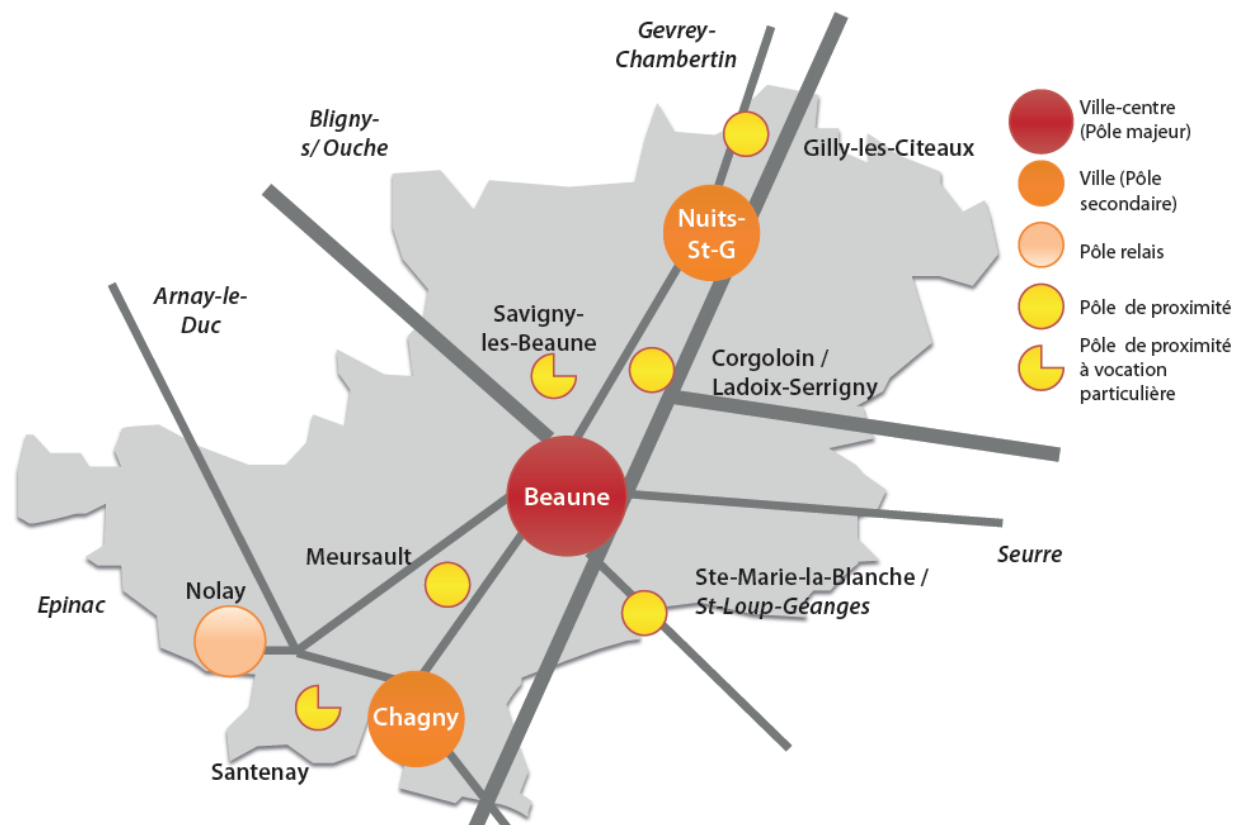 Gevrey-
Chambertin
Bligny-
s/ Ouche
Gilly-les-Citeaux
Nuits-
St-G
Arnay-le-
Duc
Savigny-
les-Beaune
Corgoloin /
Ladoix-Serrigny
Beaune
Seurre
Meursault
Ste-Marie-la-Blanche /
St-Loup-Géanges
Epinac
Nolay
Chagny
Santenay
Ville-centre
(Pôle majeur)
Ville (Pôle
secondaire)
Pôle relais
Pôle de proximité
Pôle de proximité
à vocation
particulière